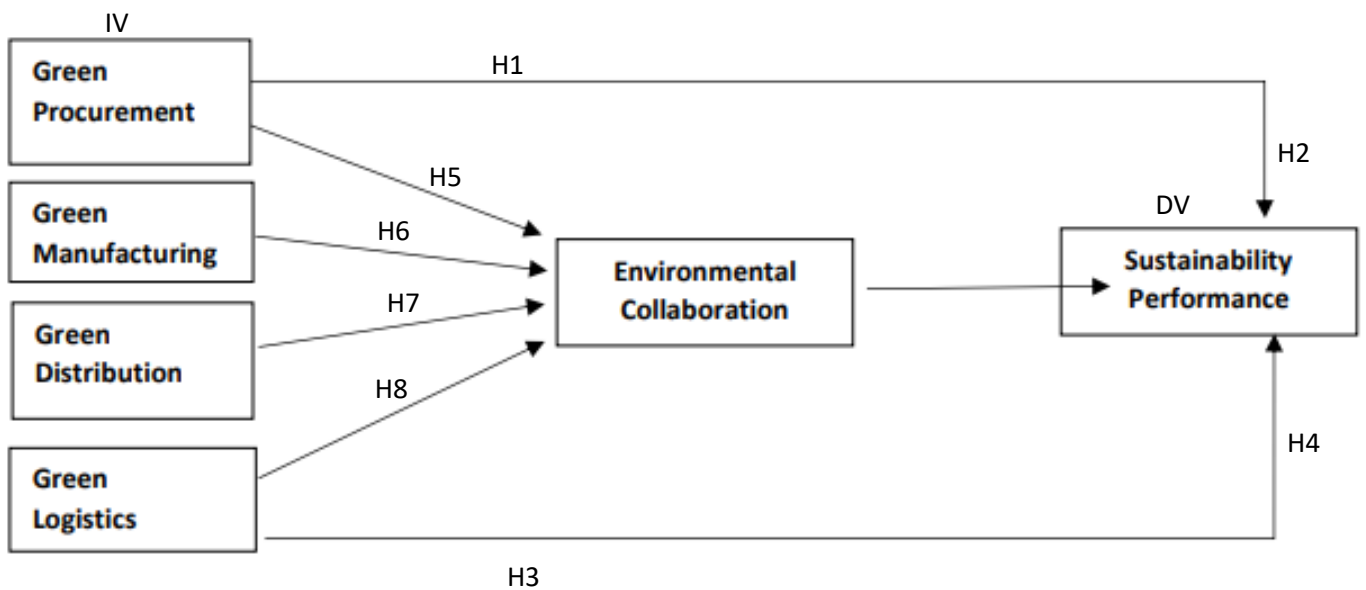 IV
Green
Procurement
H1
H2
H5
Green
Manufacturing
H6
DV
Environmental
Collaboration
Sustainability
Performance
Green
Distribution
H7
H8
Green
Logistics
H4
H3